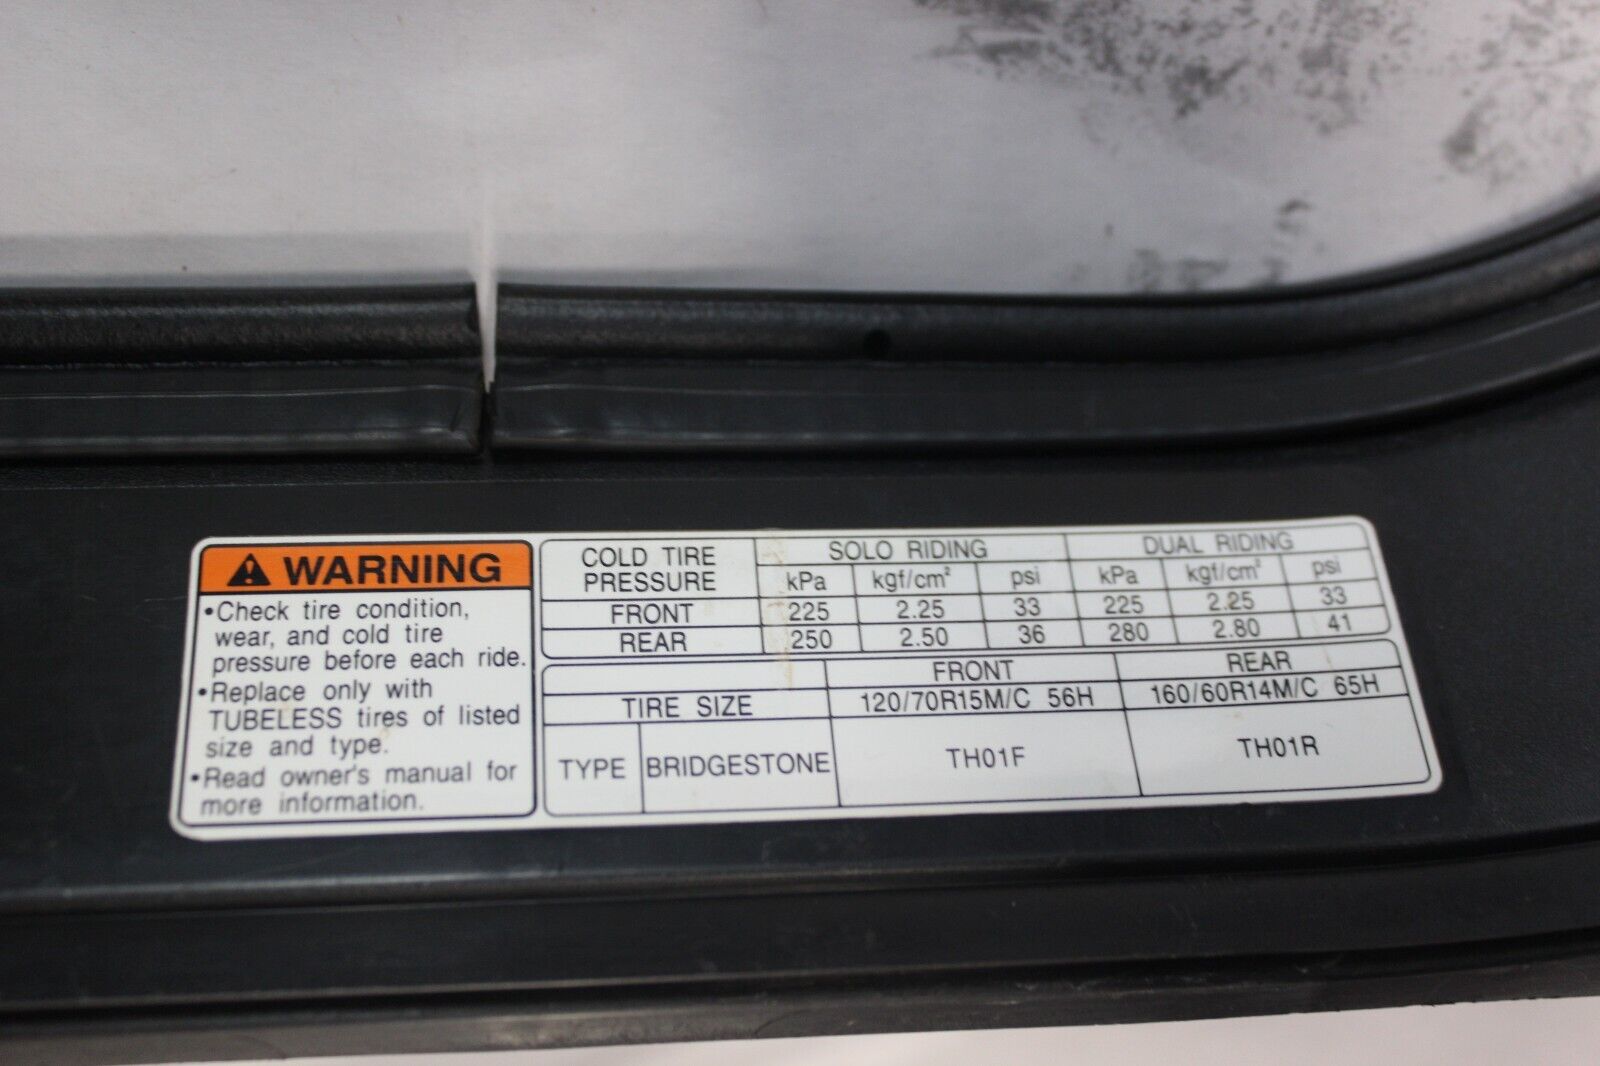 WARNING
•Check tire condition,
wear, and cold tire
pressure before each ride.
•Replace only with
TUBELESS tires of listed
size and type.
•Read owner's manual for
more information.
COLD TIRE PRESSURE SOLO RIDING DUAL RIDING
kPa kgf/cm² psi kPa kgf/cm² psi
FRONT 225 2.25 33 225 2.25 33
REAR 250 2.50 36 280 2.80 41
FRONT REAR
TIRE SIZE 120/70R15M/C 56H 160/60R14M/C 65H
TYPE BRIDGESTONE TH01F TH01R